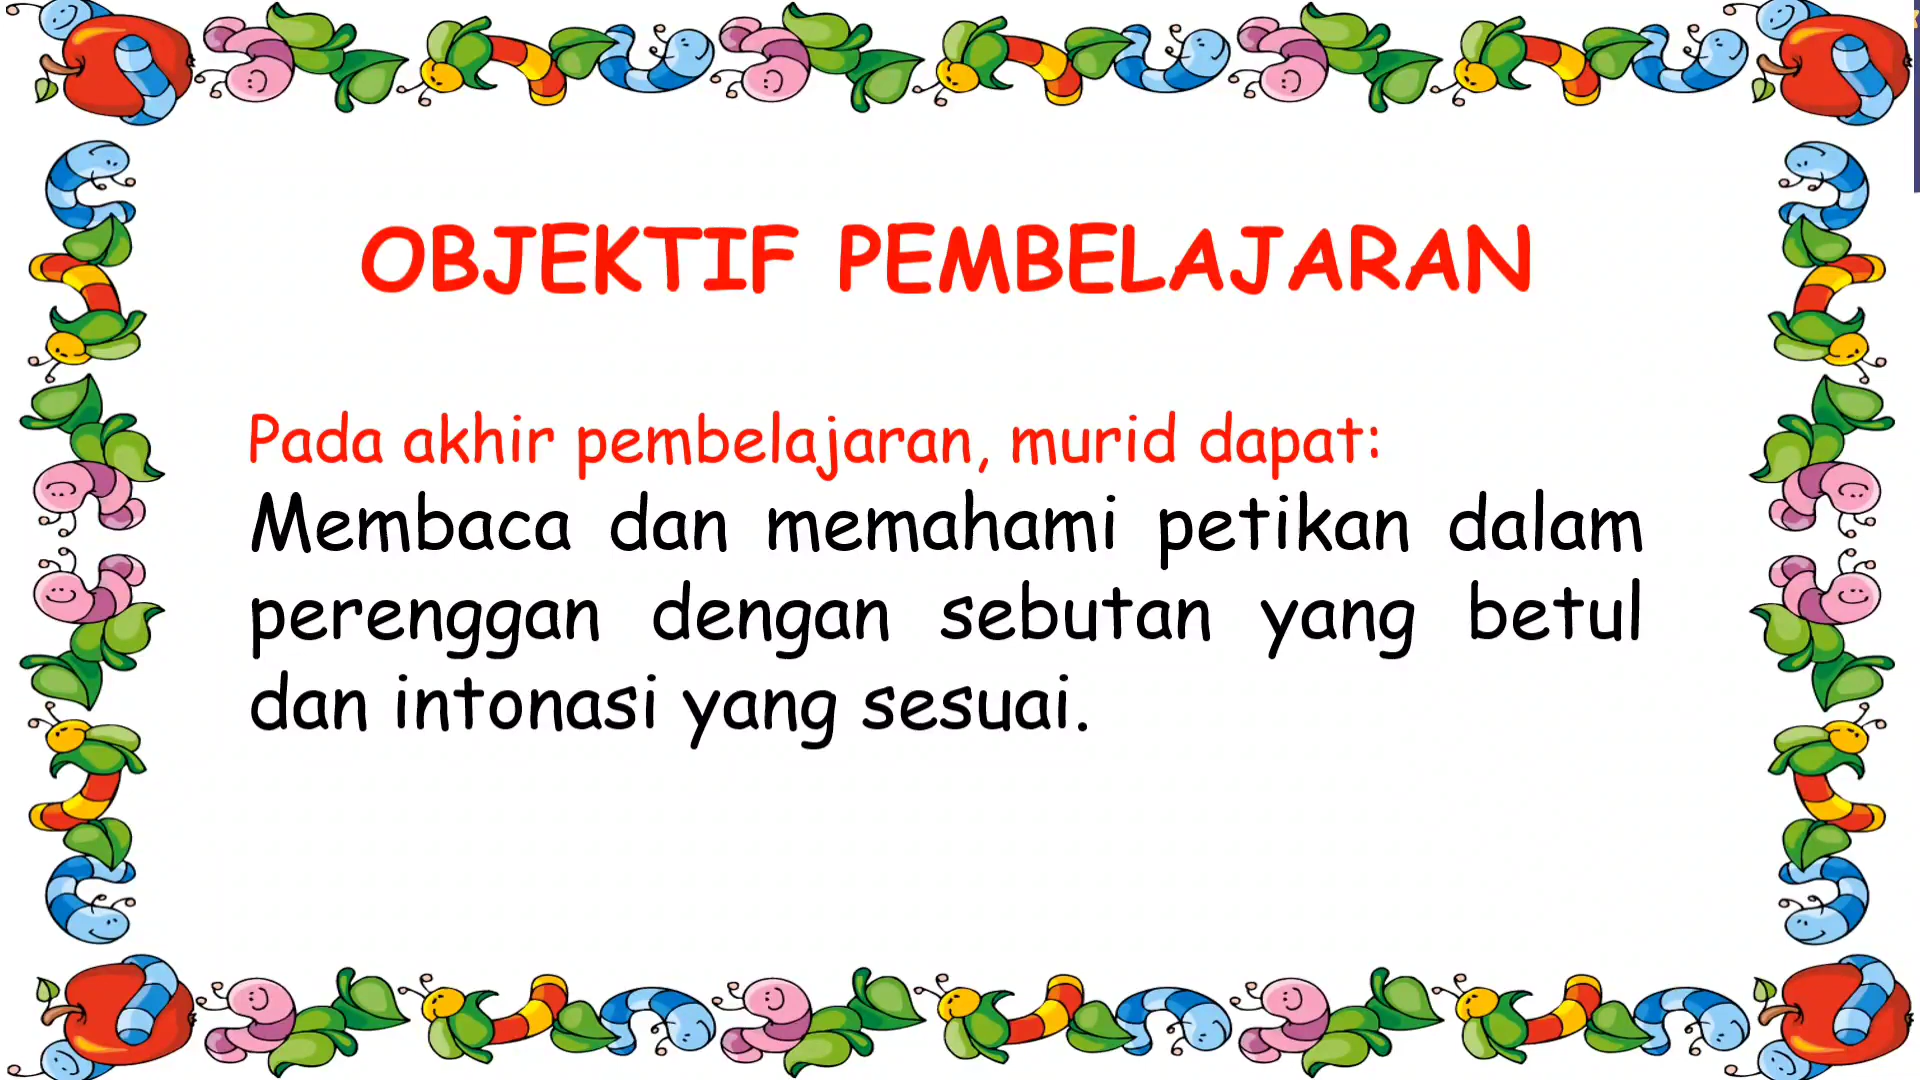 OBJEKTIF PEMBELAJARAN
Pada akhir pembelajaran, murid dapat:
Membaca dan memahami petikan dalam
perenggan dengan sebutan yang betul
dan intonasi yang sesuai.